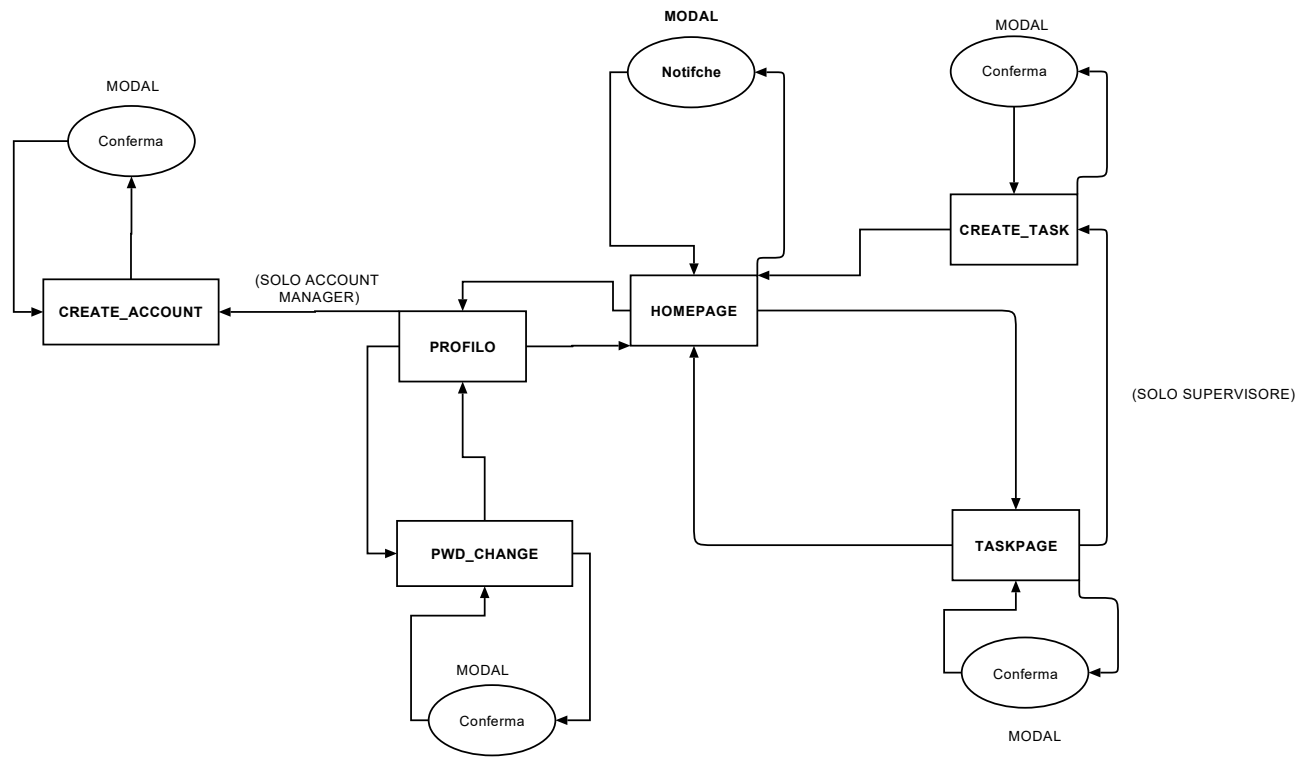 MODAL
Notifche
MODAL
Conferma
MODAL
Conferma
CREATE_TASK
(SOLO ACCOUNT
MANAGER)
CREATE_ACCOUNT
HOMEPAGE
PROFILO
(SOLO SUPERVISORE)
PWD_CHANGE
TASKPAGE
MODAL
Conferma
Conferma
MODAL